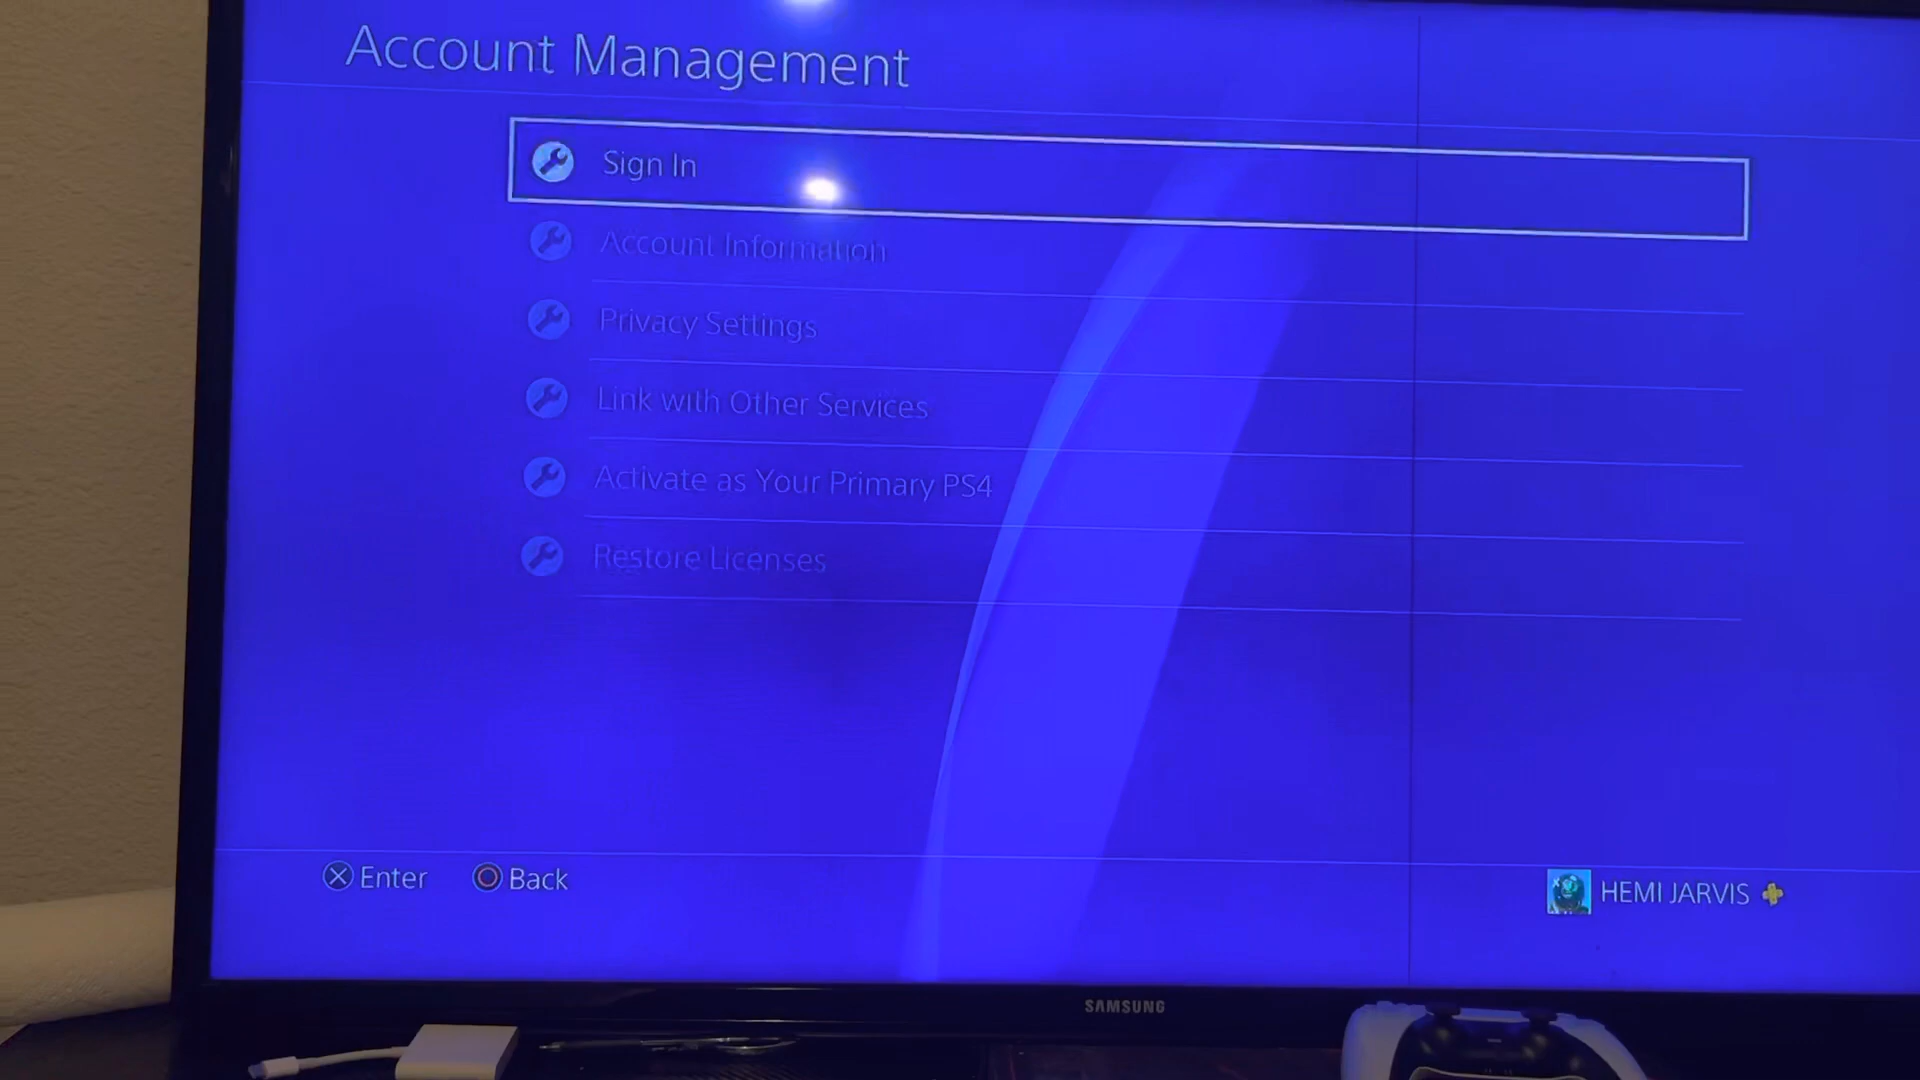 Account Management
Sign In
Account Information
Privacy Settings
Link with Other Services
Activate as Your Primary PS4
Restore Licenses
Enter
Back
HEMI JARVIS
SAMSUNG